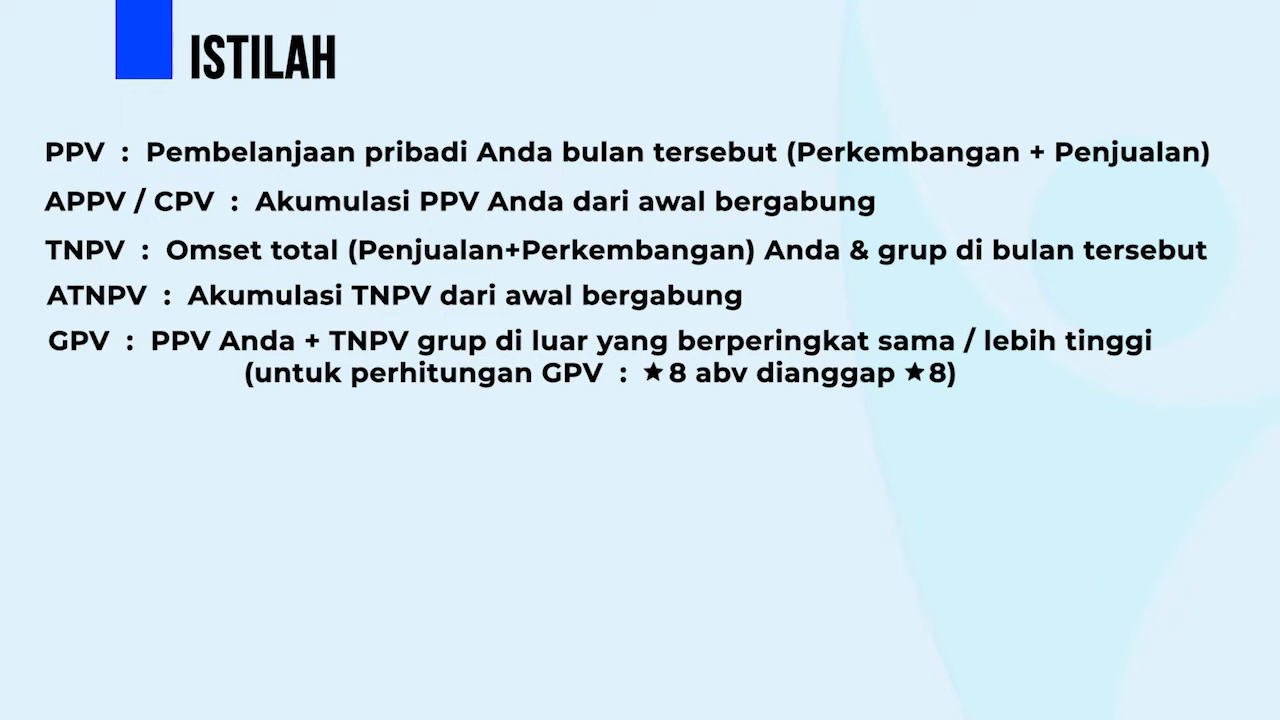 ISTILAH
PPV : Pembelanjaan pribadi Anda bulan tersebut (Perkembangan + Penjualan)
APPV / CPV : Akumulasi PPV Anda dari awal bergabung
TNPV : Omset total (Penjualan+Perkembangan) Anda & grup di bulan tersebut
ATNPV : Akumulasi TNPV dari awal bergabung
GPV : PPV Anda + TNPV grup di luar yang berperingkat sama / lebih tinggi
(untuk perhitungan GPV : ★8 abv dianggap ★8)